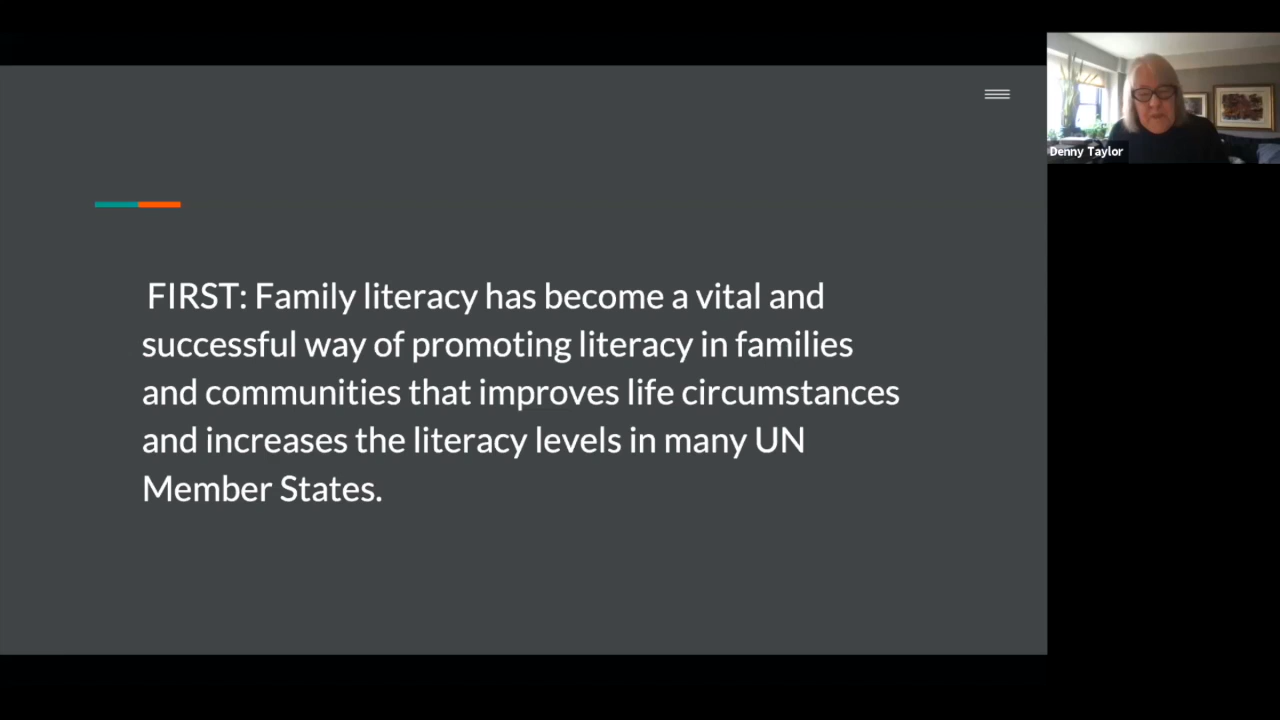 FIRST: Family literacy has become a vital and
successful way of promoting literacy in families
and communities that improves life circumstances
and increases the literacy levels in many UN
Member States.
Denny Taylor